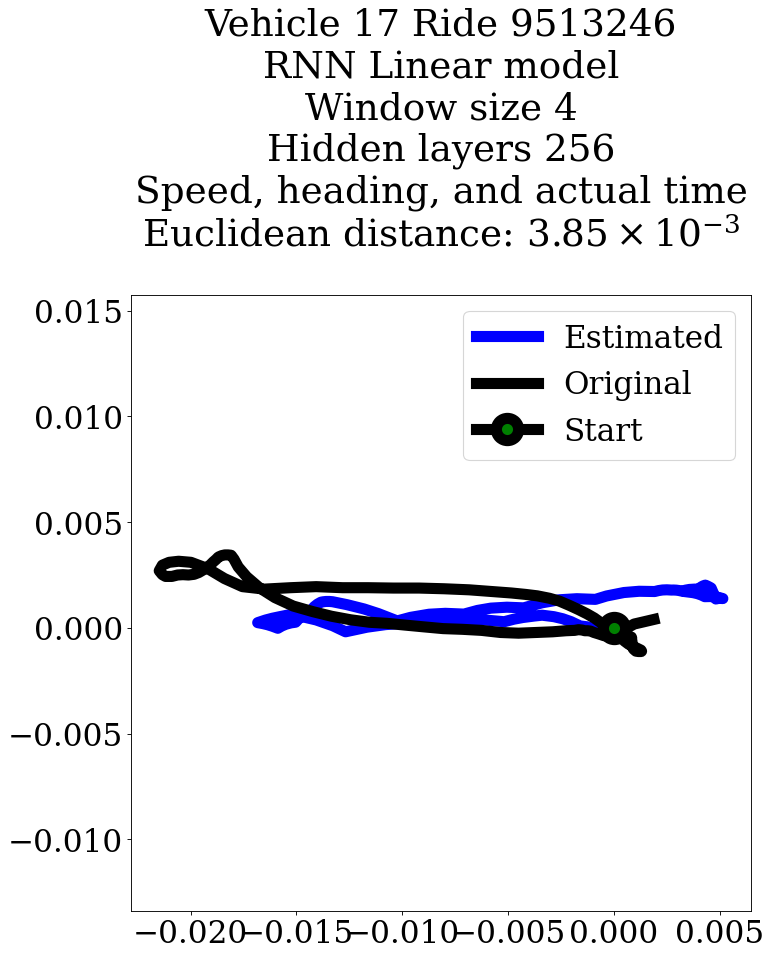 Vehicle 17 Ride 9513246
RNN Linear model
Window size 4
Hidden layers 256
Speed, heading, and actual time
Euclidean distance: 3.85 × 10⁻³
Estimated
Original
Start
0.015
0.010
0.005
0.000
−0.005
−0.010
−0.020 −0.015 −0.010 −0.005 0.000 0.005